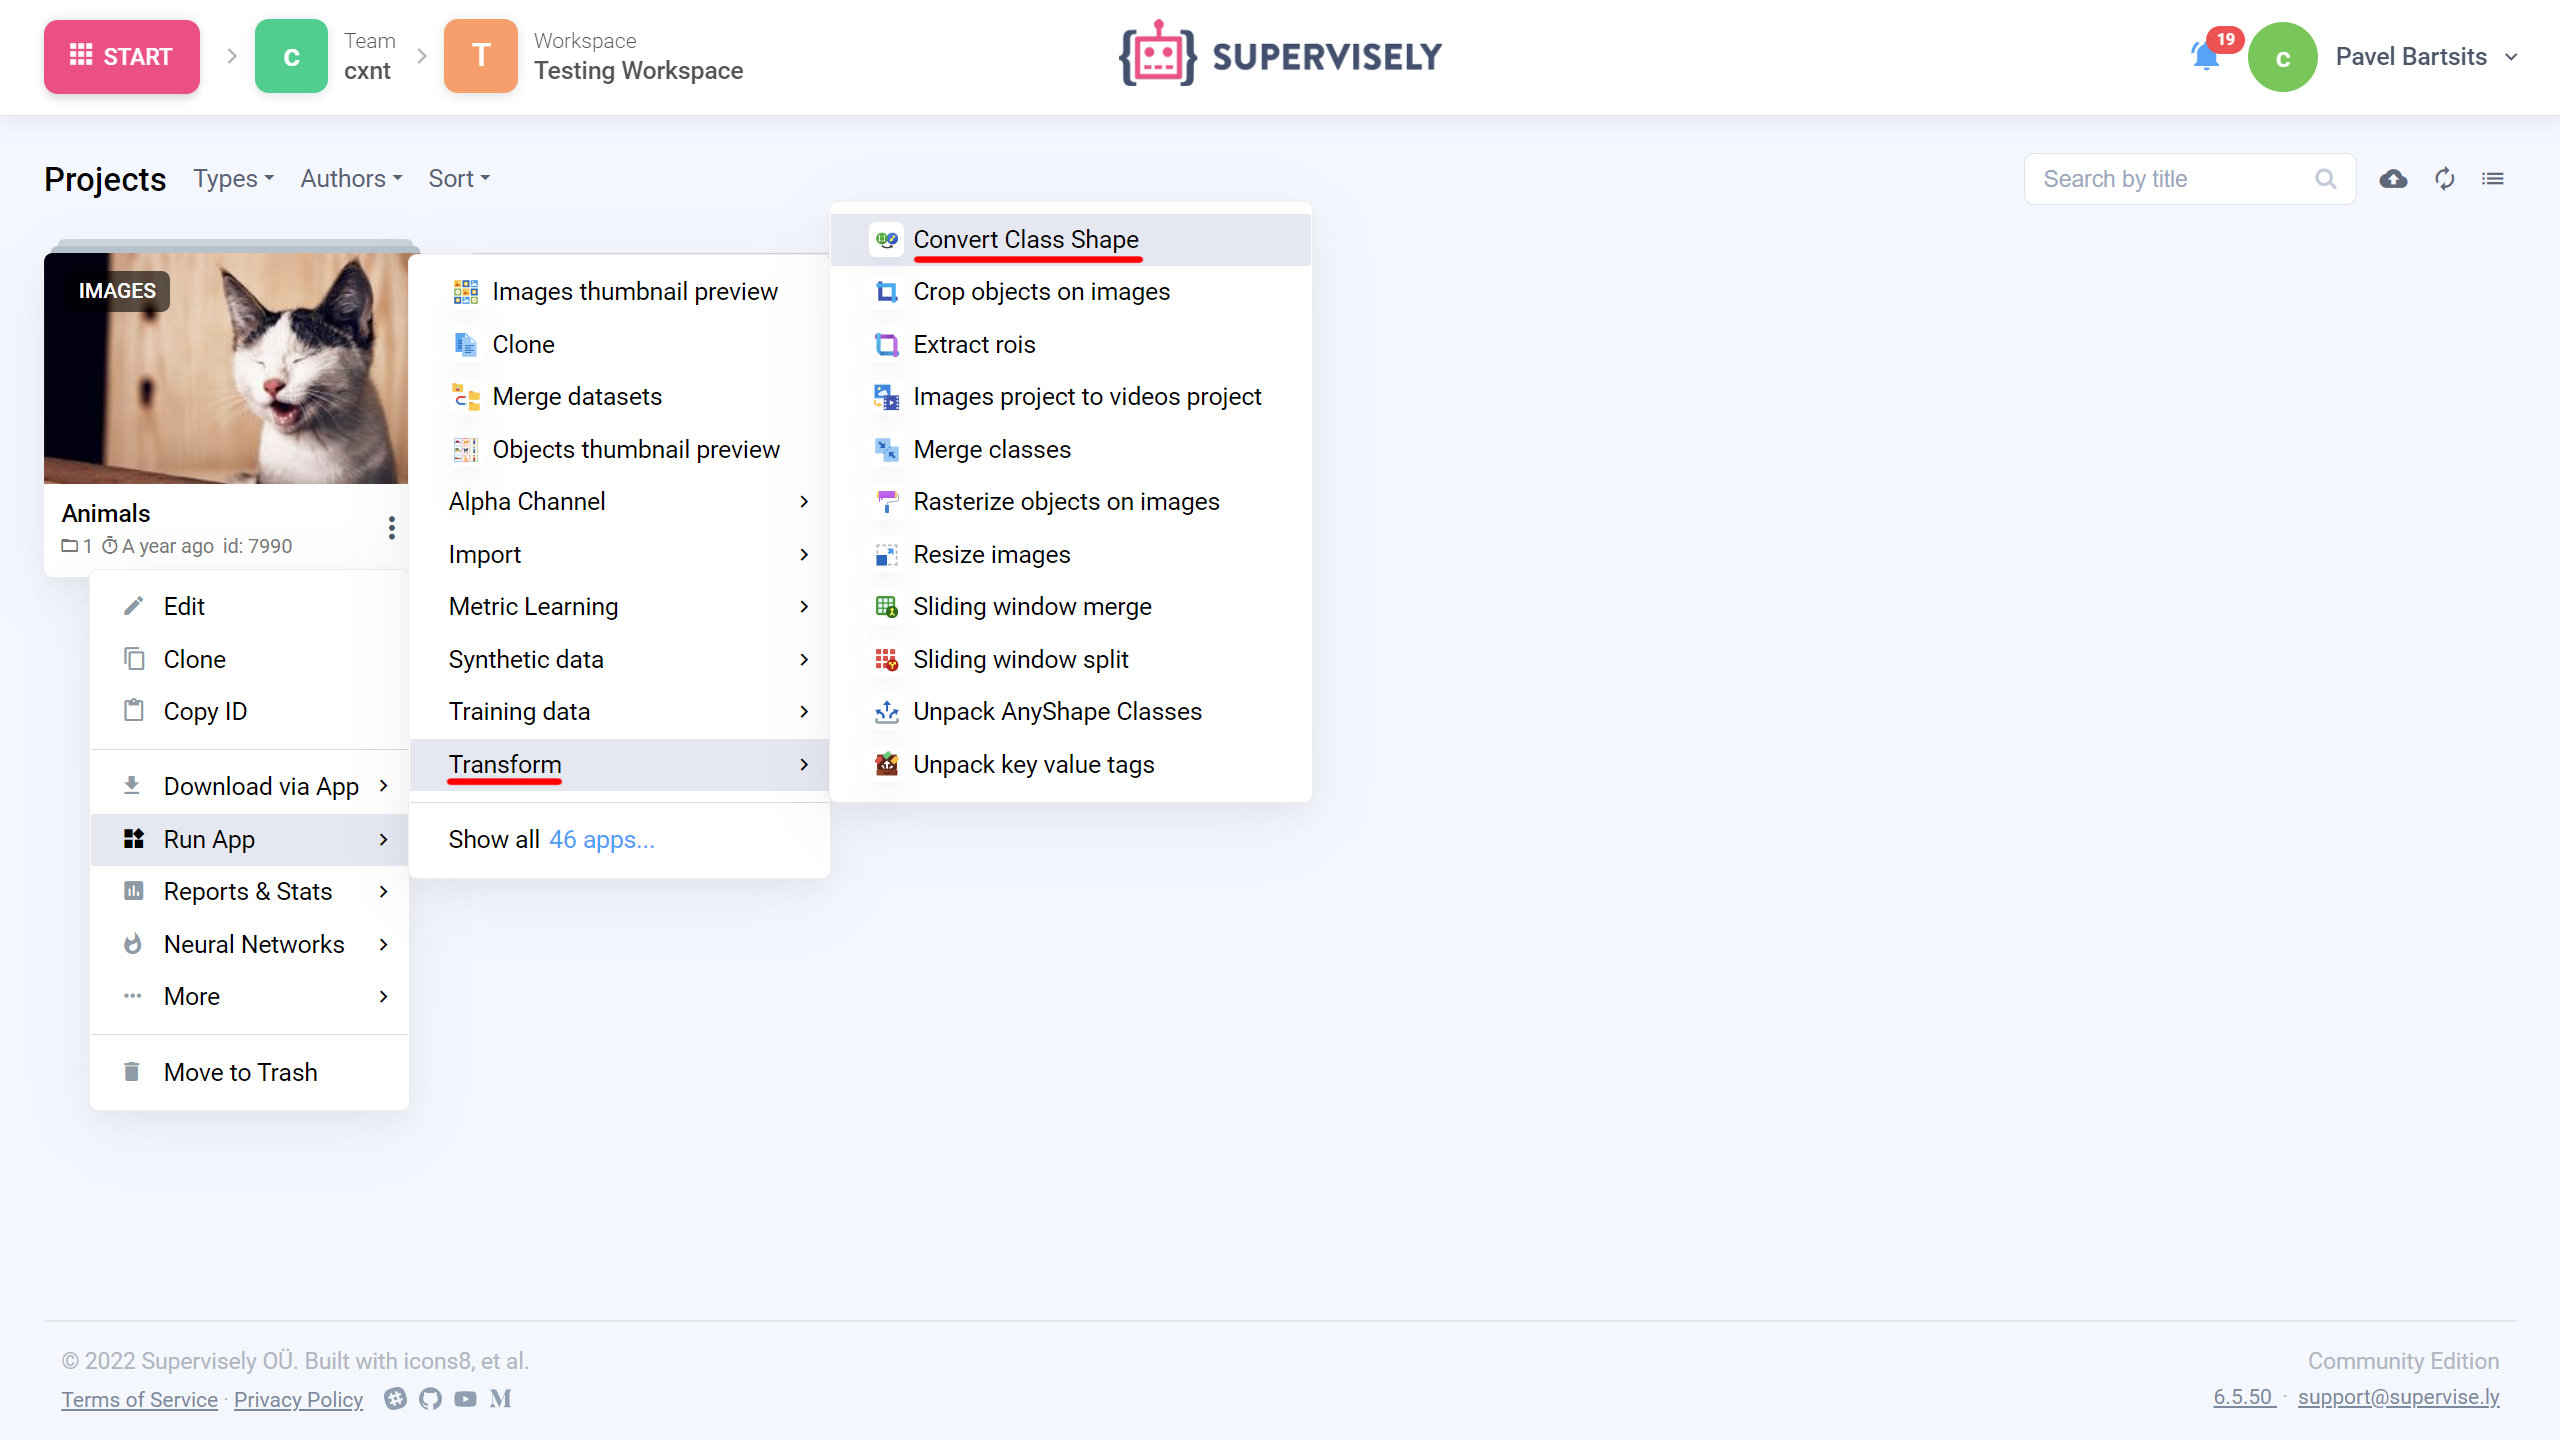 START
c
Team
cxnt
T
Workspace
Testing Workspace
SUPERVISELY
19
c
Pavel Bartsits
Projects
Types
Authors
Sort
Search by title
IMAGES
Animals
1 A year ago id: 7990
Edit
Clone
Copy ID
Download via App
Run App
Reports & Stats
Neural Networks
More
Move to Trash
Images thumbnail preview
Clone
Merge datasets
Objects thumbnail preview
Alpha Channel
Import
Metric Learning
Synthetic data
Training data
Transform
Show all 46 apps...
Convert Class Shape
Crop objects on images
Extract rois
Images project to videos project
Merge classes
Rasterize objects on images
Resize images
Sliding window merge
Sliding window split
Unpack AnyShape Classes
Unpack key value tags
© 2022 Supervisely OÜ. Built with icons8, et al.
Terms of Service · Privacy Policy
Community Edition
6.5.50 · support@supervise.ly